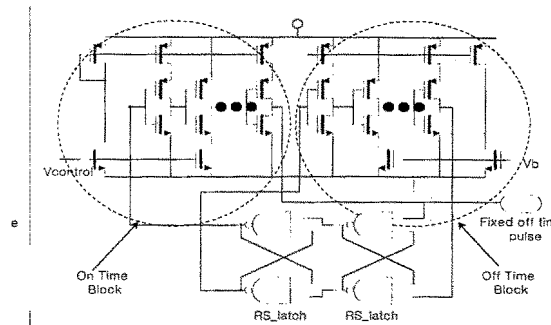 Vcontrol
Vb
Fixed off tim
pulse
e
On Time
Block
Off Time
Block
RS_latch
RS_latch